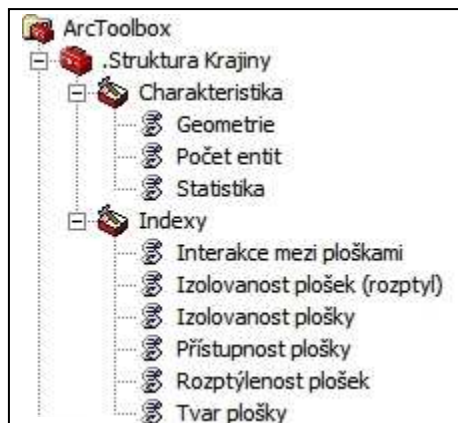 ArcToolbox
.Struktura Krajiny
Charakteristika
Geometrie
Počet entit
Statistika
Indexy
Interakce mezi ploškami
Izolovanost plošek (rozptyl)
Izolovanost plošky
Přístupnost plošky
Rozptýlenost plošek
Tvar plošky